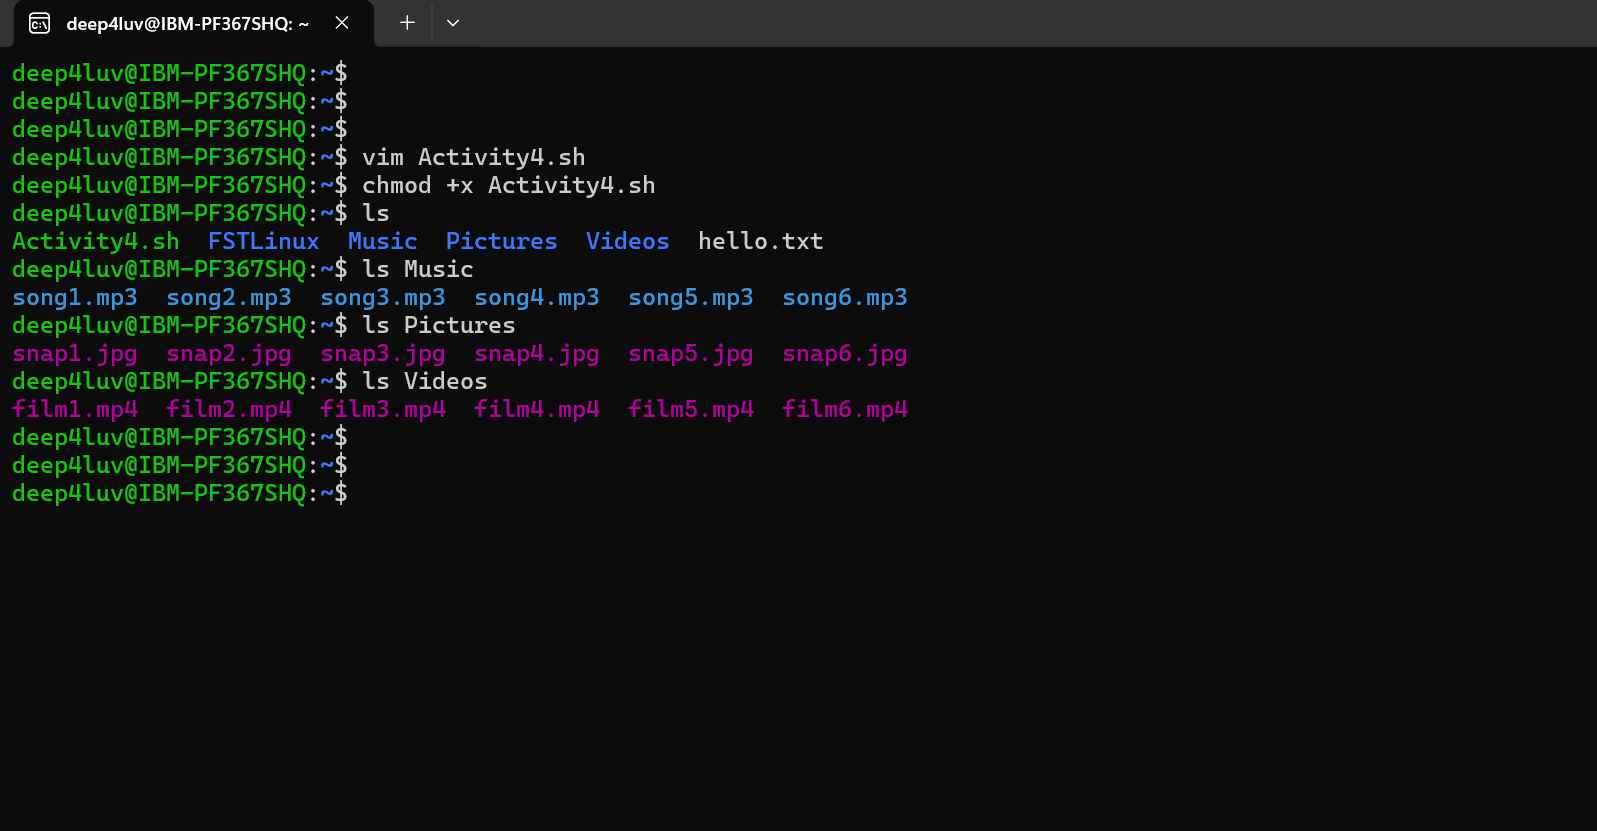 deep4luv@IBM-PF367SHQ: ~
deep4luv@IBM-PF367SHQ:~$
deep4luv@IBM-PF367SHQ:~$
deep4luv@IBM-PF367SHQ:~$
deep4luv@IBM-PF367SHQ:~$ vim Activity4.sh
deep4luv@IBM-PF367SHQ:~$ chmod +x Activity4.sh
deep4luv@IBM-PF367SHQ:~$ ls
Activity4.sh  FSTLinux  Music  Pictures  Videos  hello.txt
deep4luv@IBM-PF367SHQ:~$ ls Music
song1.mp3  song2.mp3  song3.mp3  song4.mp3  song5.mp3  song6.mp3
deep4luv@IBM-PF367SHQ:~$ ls Pictures
snap1.jpg  snap2.jpg  snap3.jpg  snap4.jpg  snap5.jpg  snap6.jpg
deep4luv@IBM-PF367SHQ:~$ ls Videos
film1.mp4  film2.mp4  film3.mp4  film4.mp4  film5.mp4  film6.mp4
deep4luv@IBM-PF367SHQ:~$
deep4luv@IBM-PF367SHQ:~$
deep4luv@IBM-PF367SHQ:~$